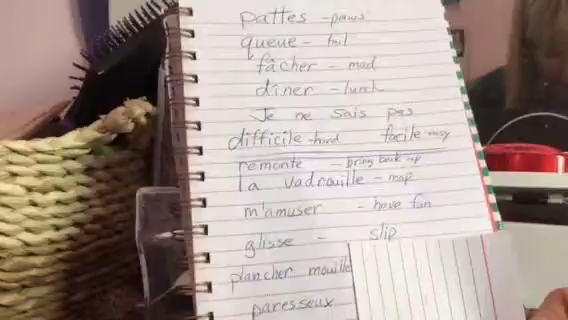 pattes - paws
queue - tail
fâcher - mad
dîner - lunch
Je ne sais pas
difficile - hard facile - easy
remonte - bring back up
la vadrouille - mop
m'amuser - have fun
glisse - slip
plancher mouillé
paresseux